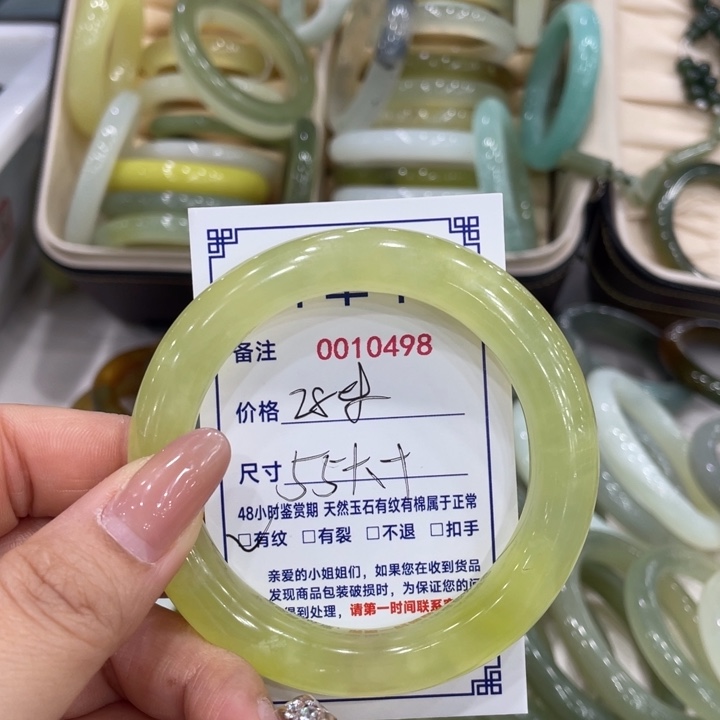 备注 0010498
价格
尺寸 55大寸
48小时鉴赏期 天然玉石有纹有棉属于正常
☑有纹 □有裂 □不退 □扣手
亲爱的小姐姐们，如果您在收到货品
发现商品包装破损时，为保证您的问
得到处理，请第一时间联系